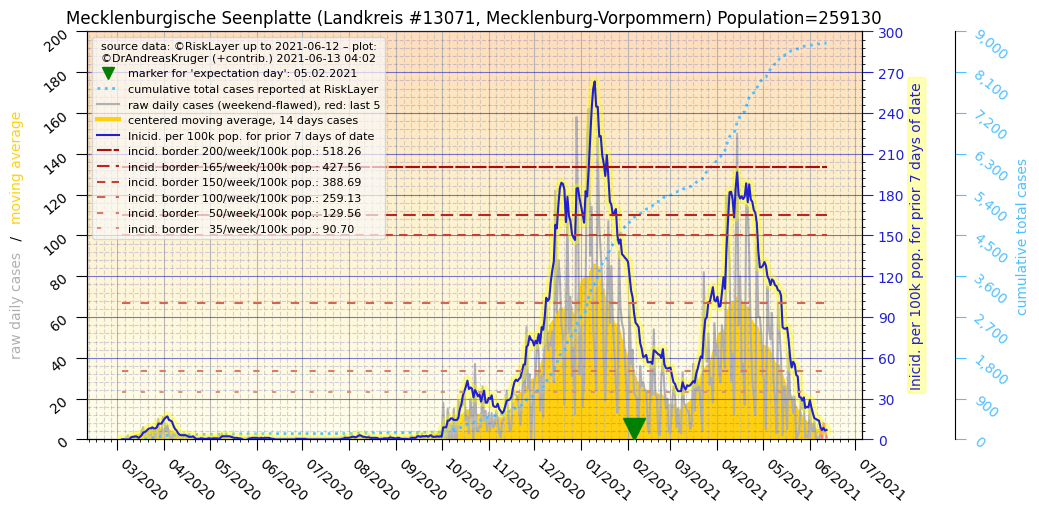 Mecklenburgische Seenplatte (Landkreis #13071, Mecklenburg-Vorpommern) Population=259130
source data: ©RiskLayer up to 2021-06-12 – plot:
©DrAndreasKruger (+contrib.) 2021-06-13 04:02
marker for 'expectation day': 05.02.2021
cumulative total cases reported at RiskLayer
raw daily cases (weekend-flawed), red: last 5
centered moving average, 14 days cases
Inicid. per 100k pop. for prior 7 days of date
incid. border 200/week/100k pop.: 518.26
incid. border 165/week/100k pop.: 427.56
incid. border 150/week/100k pop.: 388.69
incid. border 100/week/100k pop.: 259.13
incid. border   50/week/100k pop.: 129.56
incid. border   35/week/100k pop.: 90.70
raw daily cases   /   moving average
200
180
160
140
120
100
80
60
40
20
0
03/2020
04/2020
05/2020
06/2020
07/2020
08/2020
09/2020
10/2020
11/2020
12/2020
01/2021
02/2021
03/2021
04/2021
05/2021
06/2021
07/2021
300
270
240
210
180
150
120
90
60
30
0
Inicid. per 100k pop. for prior 7 days of date
9,000
8,100
7,200
6,300
5,400
4,500
3,600
2,700
1,800
900
0
cumulative total cases